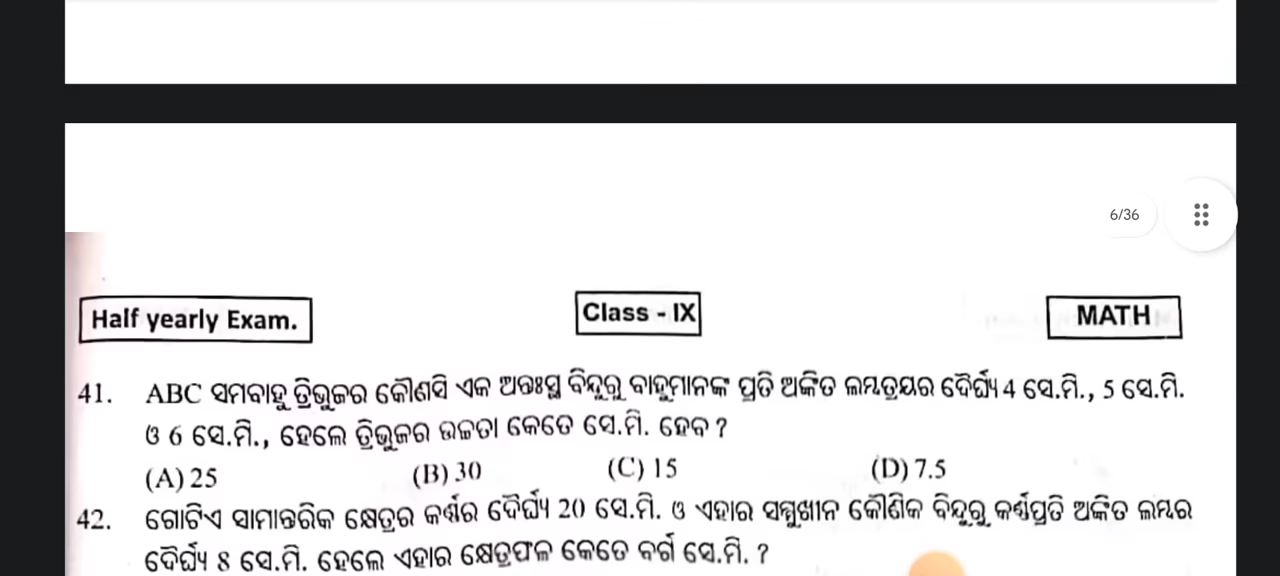 6/36
Half yearly Exam.
Class - IX
MATH
41. ABC ସମବାହୁ ତ୍ରିଭୁଜର କୌଣସି ଏକ ଅନ୍ତଃସ୍ଥ ବିନ୍ଦୁରୁ ବାହୁମାନଙ୍କ ପ୍ରତି ଅଙ୍କିତ ଲମ୍ବତ୍ରୟର ଦୈର୍ଘ୍ୟ 4 ସେ.ମି., 5 ସେ.ମି.
ଓ 6 ସେ.ମି., ହେଲେ ତ୍ରିଭୁଜର ଉଚ୍ଚତା କେତେ ସେ.ମି. ହେବ ?
(A) 25 (B) 30 (C) 15 (D) 7.5
42. ଗୋଟିଏ ସାମାନ୍ତରିକ କ୍ଷେତ୍ରର କର୍ଣ୍ଣର ଦୈର୍ଘ୍ୟ 20 ସେ.ମି. ଓ ଏହାର ସମ୍ମୁଖୀନ କୌଣିକ ବିନ୍ଦୁରୁ କର୍ଣ୍ଣପ୍ରତି ଅଙ୍କିତ ଲମ୍ବର
ଦୈର୍ଘ୍ୟ 8 ସେ.ମି. ହେଲେ ଏହାର କ୍ଷେତ୍ରଫଳ କେତେ ବର୍ଗ ସେ.ମି. ?